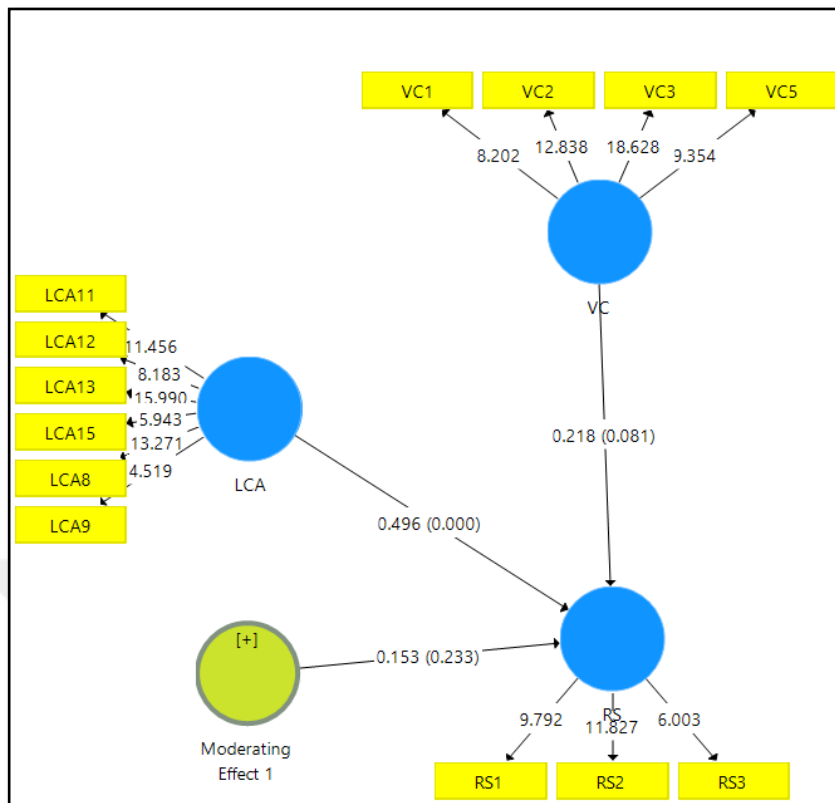 VC1
VC2
VC3
VC5
8.202
12.838
18.628
9.354
VC
LCA11
LCA12
LCA13
LCA15
LCA8
LCA9
11.456
8.183
15.990
5.943
13.271
4.519
LCA
0.218 (0.081)
0.496 (0.000)
[+]
0.153 (0.233)
Moderating
Effect 1
RS
9.792
11.827
6.003
RS1
RS2
RS3